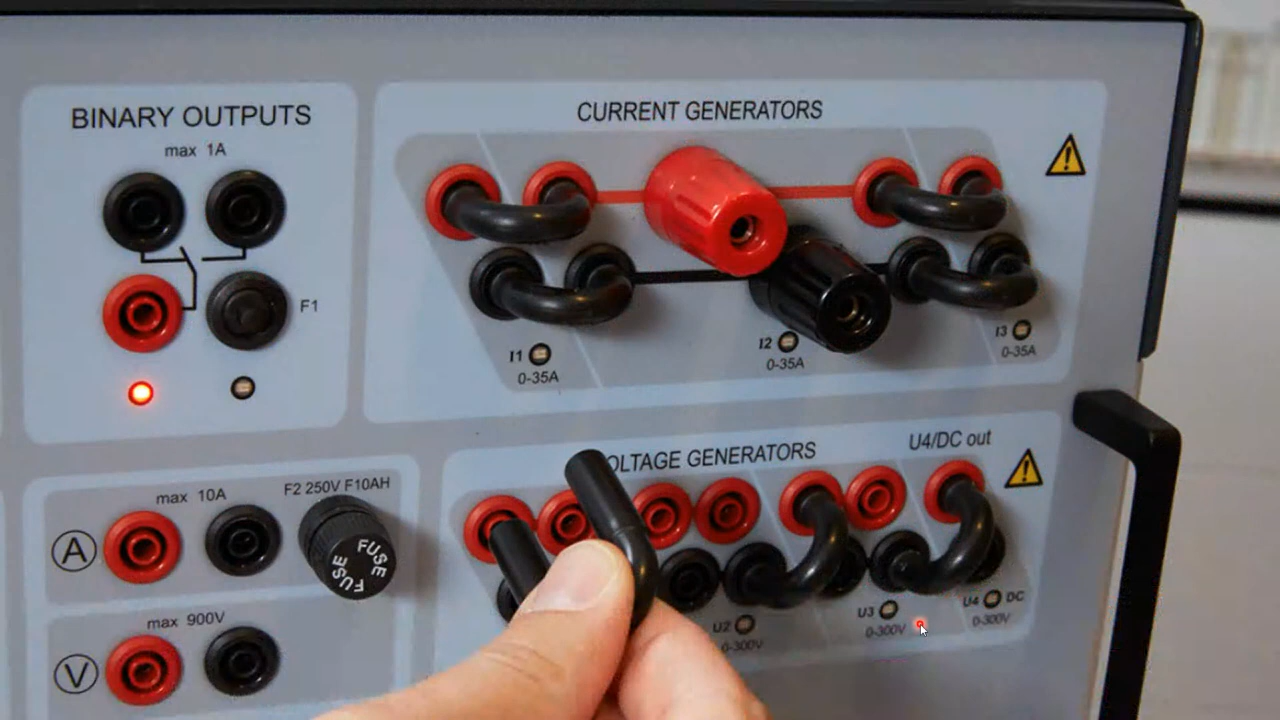 BINARY OUTPUTS
max 1A
F1
CURRENT GENERATORS
I1
0-35A
I2
0-35A
I3
0-35A
max 10A
F2 250V F10AH
A
FUSE
FUSE
max 900V
V
OLTAGE GENERATORS
U4/DC out
U2
0-300V
U3
0-300V
U4 DC
0-300V